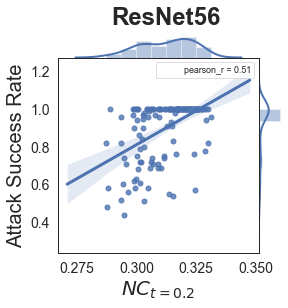 ResNet56
pearson_r = 0.51
Attack Success Rate
1.2
1.0
0.8
0.6
0.4
0.275 0.300 0.325 0.350
NC_{t = 0.2}